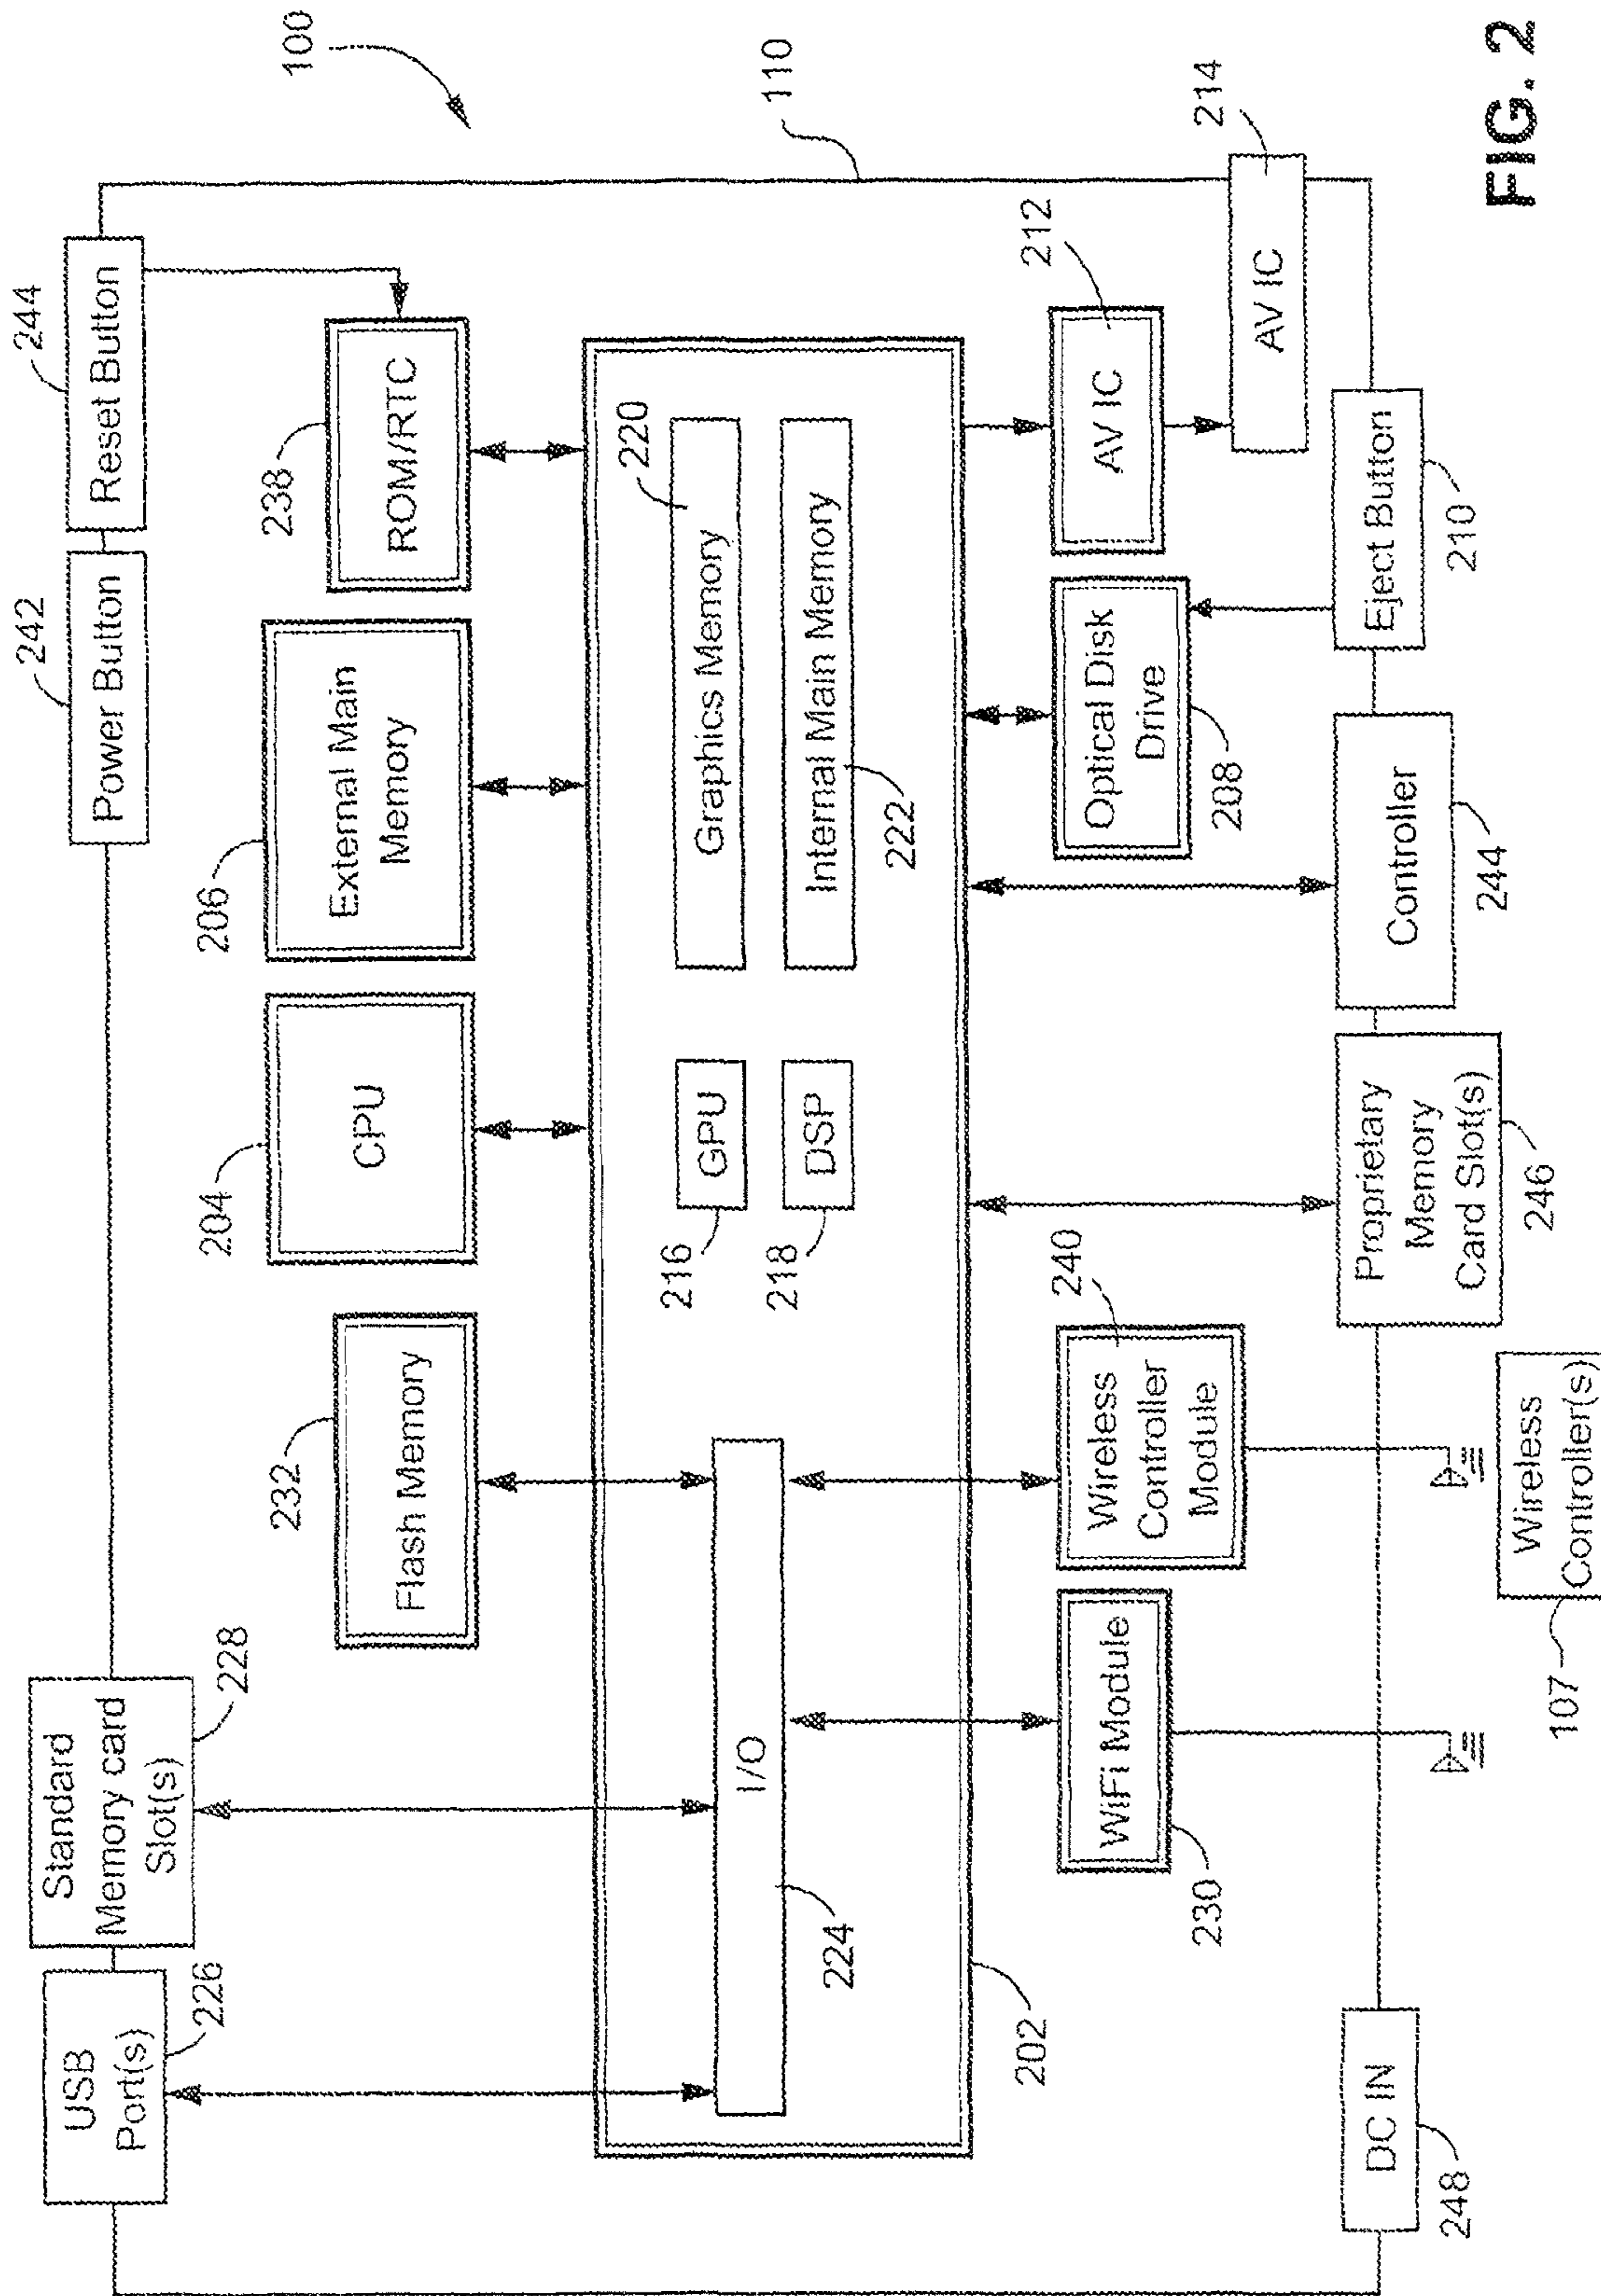 100
110
USB
Port(s)
226
Standard
Memory card
Slot(s)
228
242
Power Button
244
Reset Button
232
Flash Memory
204
CPU
206
External Main
Memory
238
ROM/RTC
I/O
224
202
216
GPU
218
DSP
Graphics Memory
220
Internal Main Memory
222
WiFi Module
230
Wireless
Controller
Module
240
Optical Disk
Drive
208
AV IC
212
AV IC
214
DC IN
248
Proprietary
Memory
Card Slot(s)
246
Controller
244
Eject Button
210
107
Wireless
Controller(s)
FIG. 2